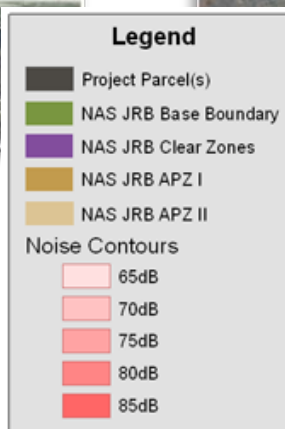 Legend
Project Parcel(s)
NAS JRB Base Boundary
NAS JRB Clear Zones
NAS JRB APZ I
NAS JRB APZ II
Noise Contours
65dB
70dB
75dB
80dB
85dB